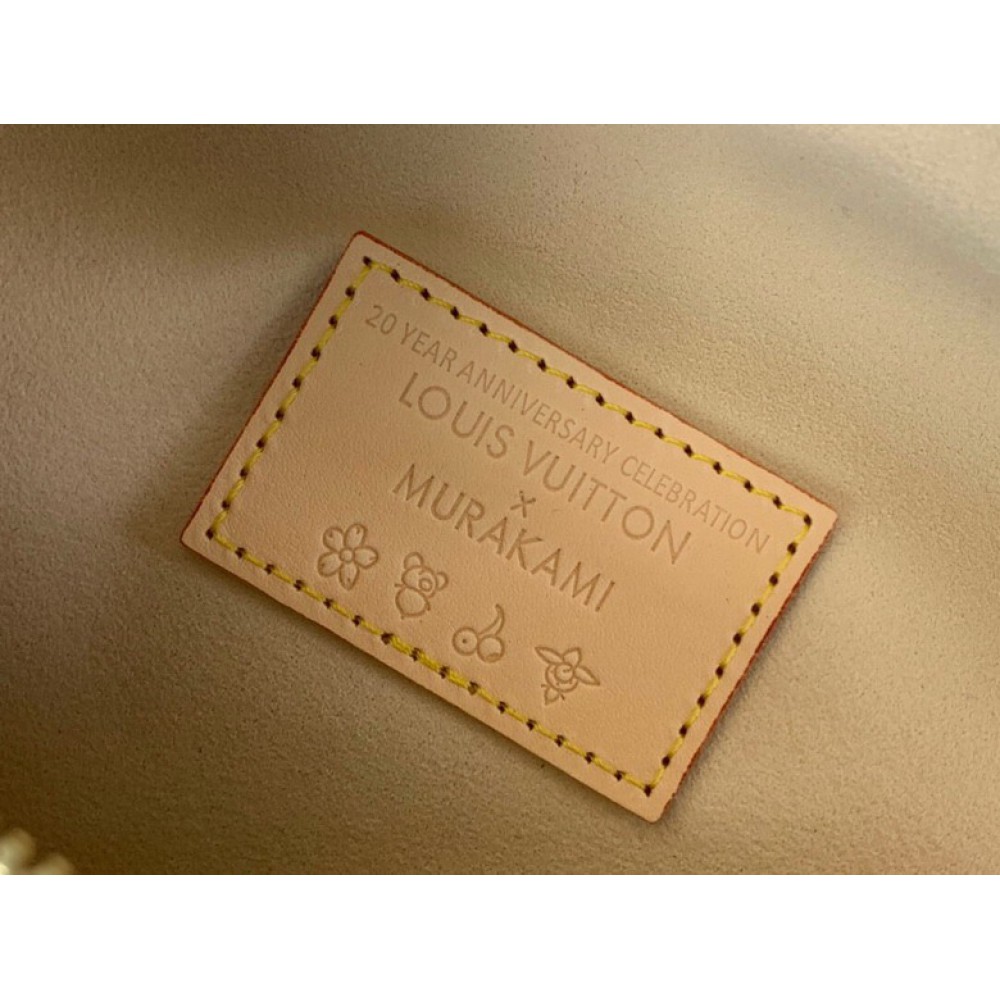 20 YEAR ANNIVERSARY CELEBRATION
LOUIS VUITTON
×
MURAKAMI